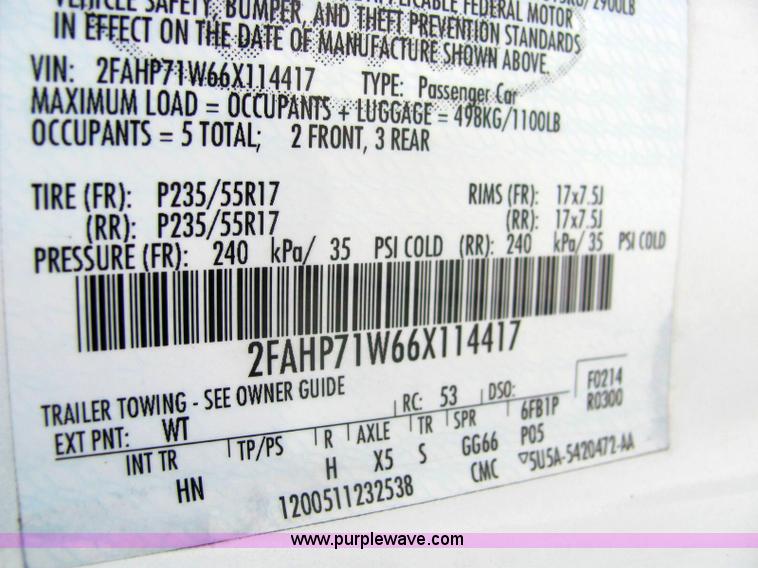 FEDERAL MOTOR 2900LB
VEHICLE SAFETY, BUMPER, AND THEFT PREVENTION STANDARDS
IN EFFECT ON THE DATE OF MANUFACTURE SHOWN ABOVE.
VIN: 2FAHP71W66X114417 TYPE: Passenger Car
MAXIMUM LOAD = OCCUPANTS + LUGGAGE = 498KG/1100LB
OCCUPANTS = 5 TOTAL; 2 FRONT, 3 REAR
TIRE (FR): P235/55R17 RIMS (FR): 17x7.5J
(RR): P235/55R17 (RR): 17x7.5J
PRESSURE (FR): 240 kPa/ 35 PSI COLD (RR): 240 kPa/ 35 PSI COLD
2FAHP71W66X114417
TRAILER TOWING - SEE OWNER GUIDE
RC: 53 DSO: F0214
EXT PNT: WT 6FB1P R0300
INT TR TP/PS R AXLE TR SPR P05
HN H X5 S GG66 5U5A-5420472-AA
1200511232538 CMC
www.purplewave.com